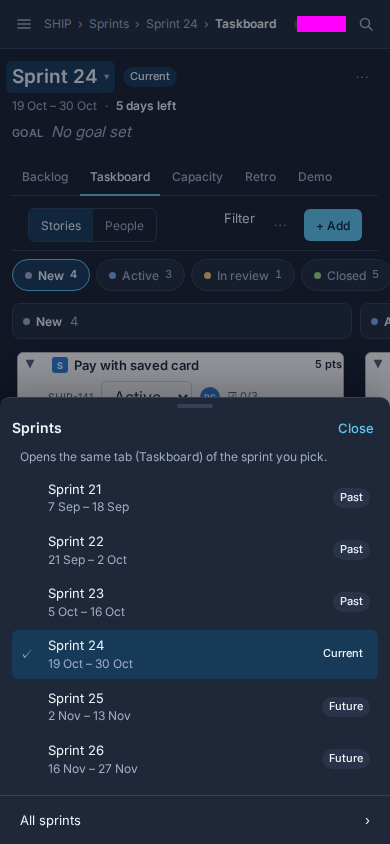 SHIP › Sprints › Sprint 24 › Taskboard
Sprint 24 ▾ Current ...
19 Oct – 30 Oct · 5 days left
GOAL No goal set
Backlog Taskboard Capacity Retro Demo
Stories People Filter ... + Add
New 4 Active 3 In review 1 Closed 5
New 4
▼ S Pay with saved card 5 pts ▼
SHIP-141 Active 0/3
Sprints Close
Opens the same tab (Taskboard) of the sprint you pick.
Sprint 21
7 Sep – 18 Sep
Past
Sprint 22
21 Sep – 2 Oct
Past
Sprint 23
5 Oct – 16 Oct
Past
✓ Sprint 24
19 Oct – 30 Oct
Current
Sprint 25
2 Nov – 13 Nov
Future
Sprint 26
16 Nov – 27 Nov
Future
All sprints ›